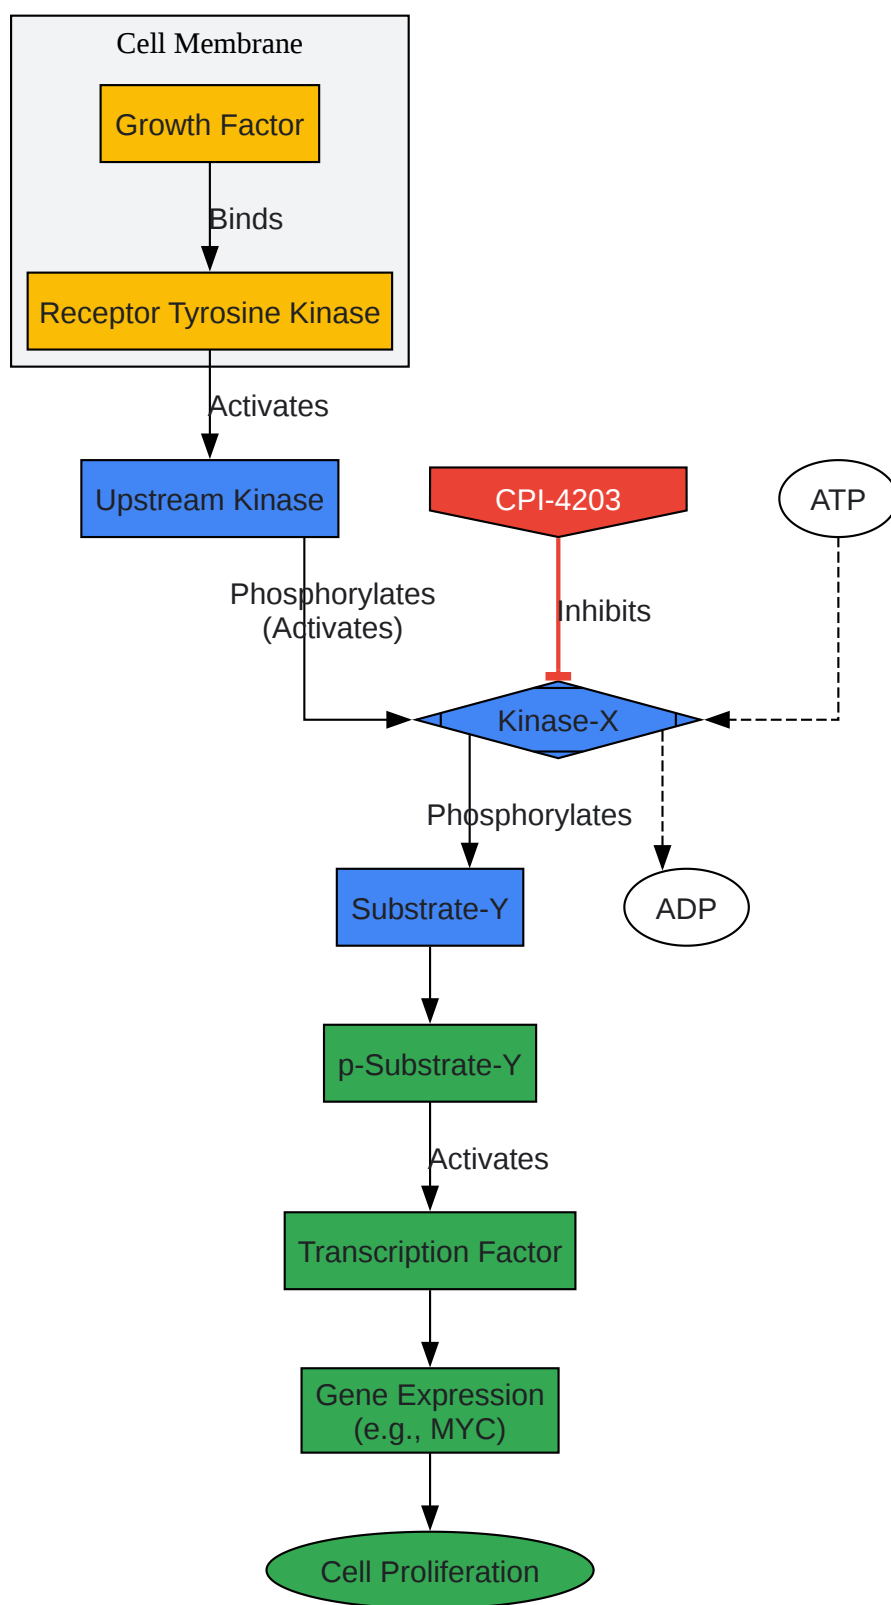 Cell Membrane
Growth Factor
Binds
Receptor Tyrosine Kinase
Activates
Upstream Kinase
CPI-4203
ATP
Phosphorylates
(Activates)
Inhibits
Kinase-X
Phosphorylates
Substrate-Y
ADP
p-Substrate-Y
Activates
Transcription Factor
Gene Expression
(e.g., MYC)
Cell Proliferation